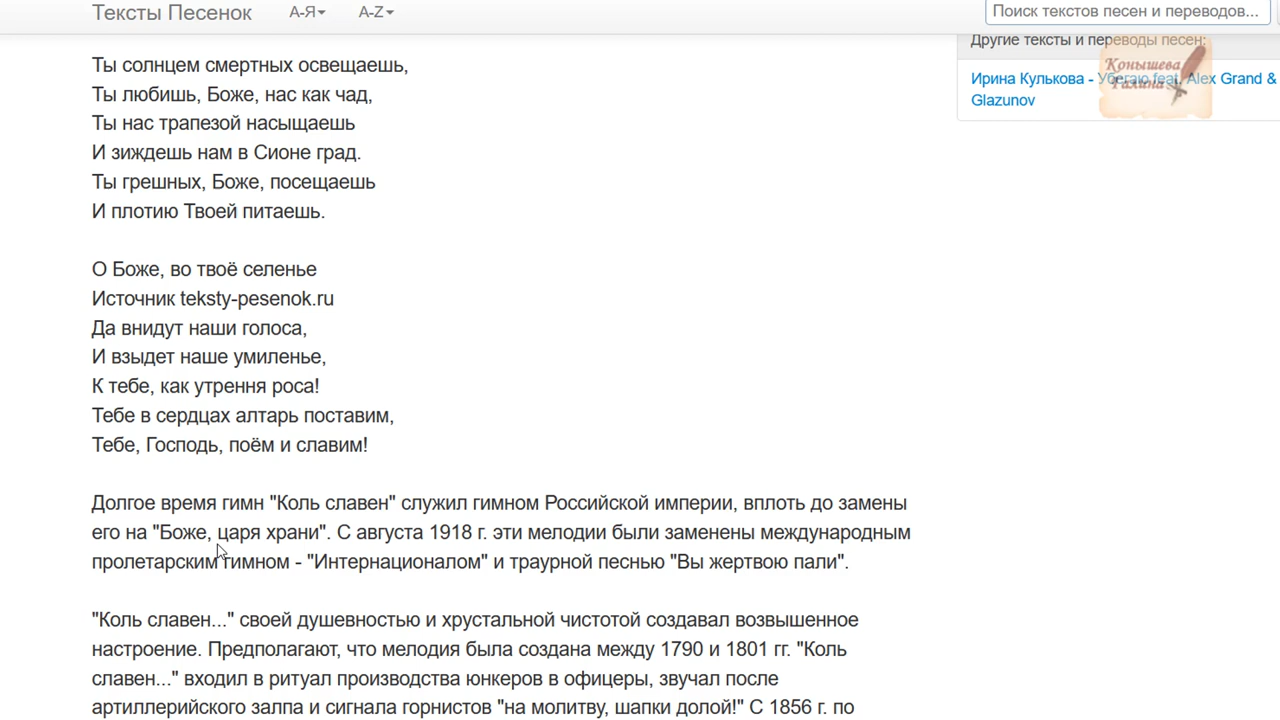 Тексты Песенок А-Я A-Z Поиск текстов песен и переводов...
Другие тексты и переводы песен:
Конышева
Галина
Ирина Кулькова - Убегаю feat. Alex Grand &
Glazunov
Ты солнцем смертных освещаешь,
Ты любишь, Боже, нас как чад,
Ты нас трапезой насыщаешь
И зиждешь нам в Сионе град.
Ты грешных, Боже, посещаешь
И плотию Твоей питаешь.
О Боже, во твоё селенье
Источник teksty-pesenok.ru
Да внидут наши голоса,
И взыдет наше умиленье,
К тебе, как утрення роса!
Тебе в сердцах алтарь поставим,
Тебе, Господь, поём и славим!
Долгое время гимн "Коль славен" служил гимном Российской империи, вплоть до замены
его на "Боже, царя храни". С августа 1918 г. эти мелодии были заменены международным
пролетарским гимном - "Интернационалом" и траурной песнью "Вы жертвою пали".
"Коль славен..." своей душевностью и хрустальной чистотой создавал возвышенное
настроение. Предполагают, что мелодия была создана между 1790 и 1801 гг. "Коль
славен..." входил в ритуал производства юнкеров в офицеры, звучал после
артиллерийского залпа и сигнала горнистов "на молитву, шапки долой!" С 1856 г. по